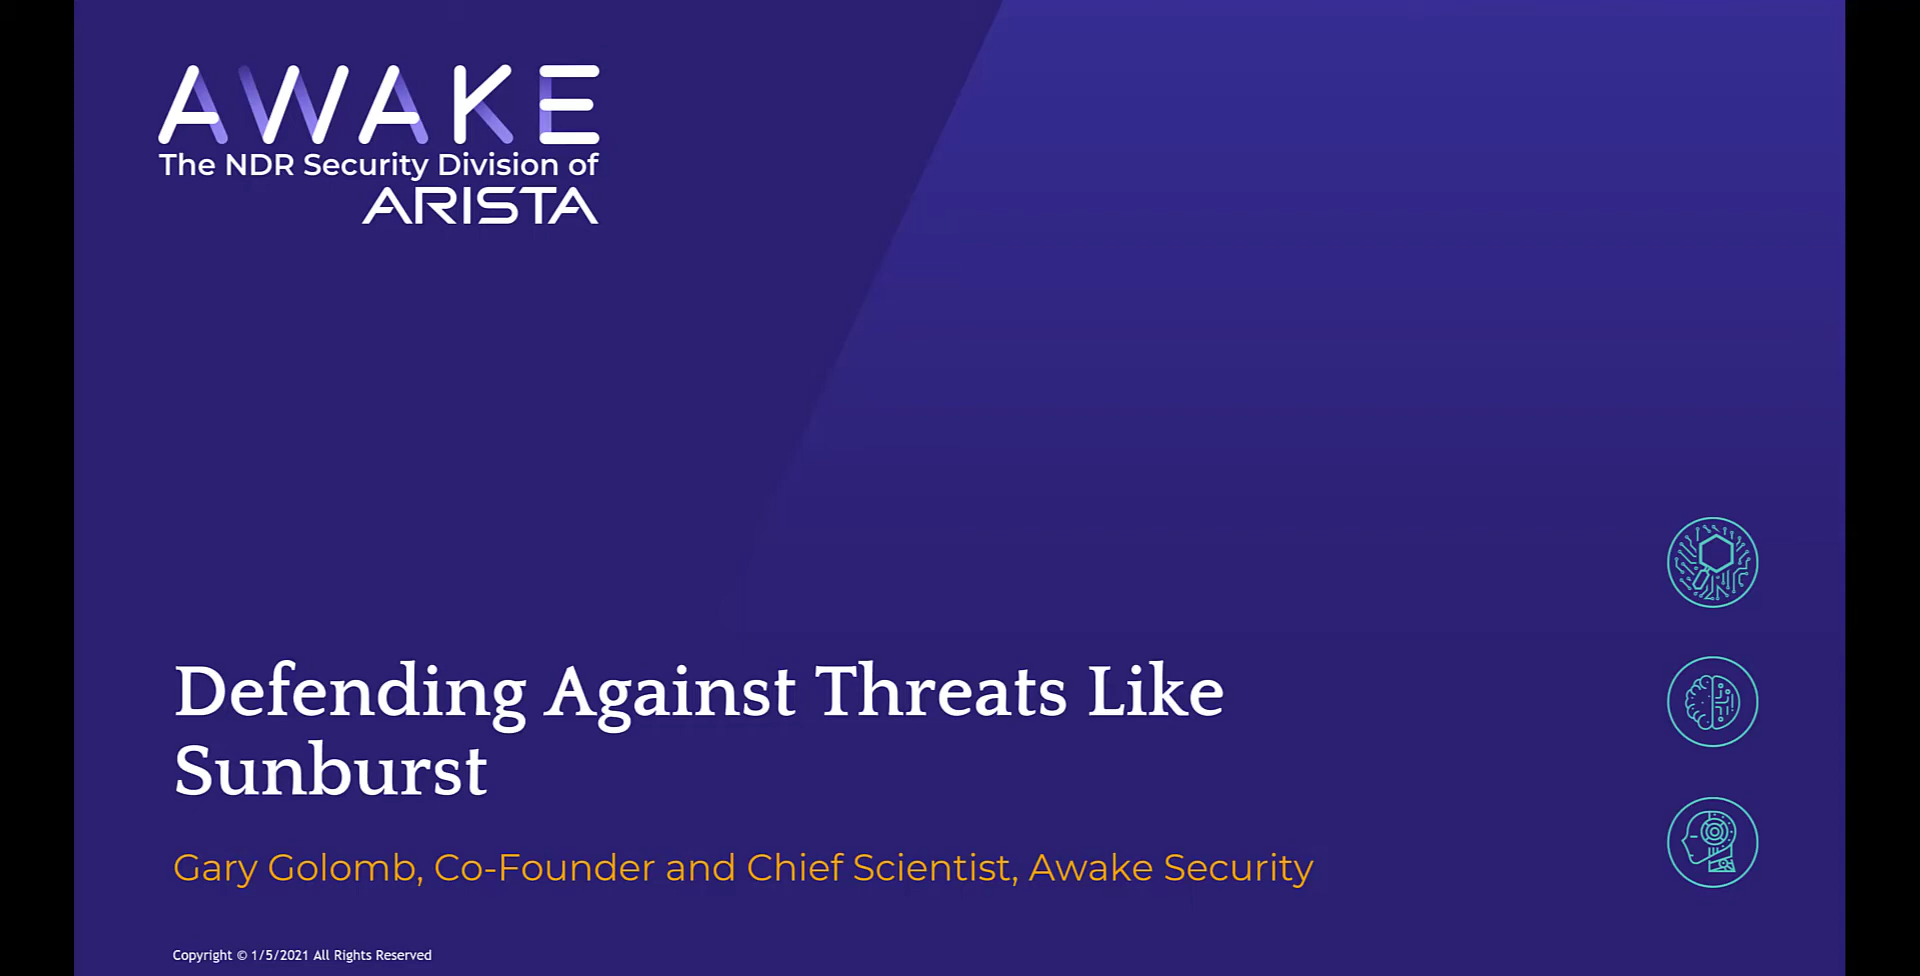 AWAKE
The NDR Security Division of
ARISTA
Defending Against Threats Like
Sunburst
Gary Golomb, Co-Founder and Chief Scientist, Awake Security
Copyright © 1/5/2021 All Rights Reserved